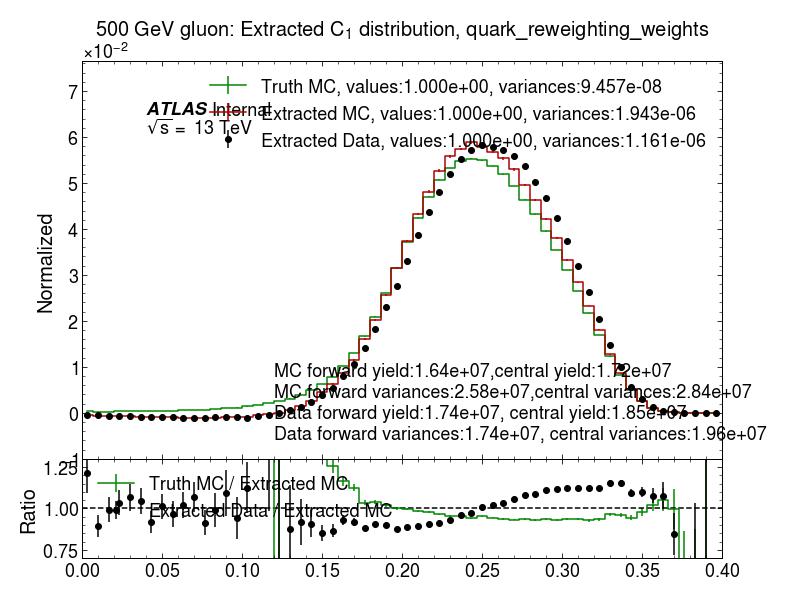 500 GeV gluon: Extracted C₁ distribution, quark_reweighting_weights
×10⁻²
Truth MC, values:1.000e+00, variances:9.457e-08
ATLAS Internal
Extracted MC, values:1.000e+00, variances:1.943e-06
√s = 13 TeV
Extracted Data, values:1.000e+00, variances:1.161e-06
Normalized
7
6
5
4
3
2
1
0
MC forward yield:1.64e+07,central yield:1.72e+07
MC forward variances:2.58e+07,central variances:2.84e+07
Data forward yield:1.74e+07, central yield:1.85e+07
Data forward variances:1.74e+07, central variances:1.96e+07
Ratio
1.25
1.00
0.75
Truth MC / Extracted MC
Extracted Data / Extracted MC
0.00 0.05 0.10 0.15 0.20 0.25 0.30 0.35 0.40